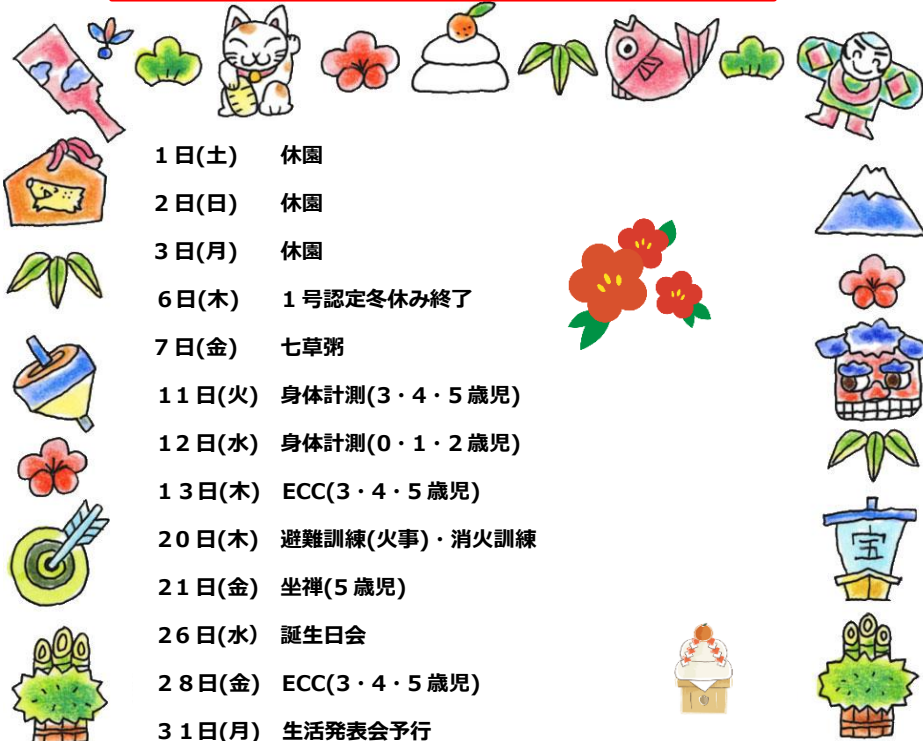 1日(土) 休園
2日(日) 休園
3日(月) 休園
6日(木) 1号認定冬休み終了
7日(金) 七草粥
11日(火) 身体計測(3・4・5歳児)
12日(水) 身体計測(0・1・2歳児)
13日(木) ECC(3・4・5歳児)
20日(木) 避難訓練(火事)・消火訓練
21日(金) 坐禅(5歳児)
26日(水） 誕生日会
28日(金) ECC(3・4・5歳児)
31日(月) 生活発表会予行
宝